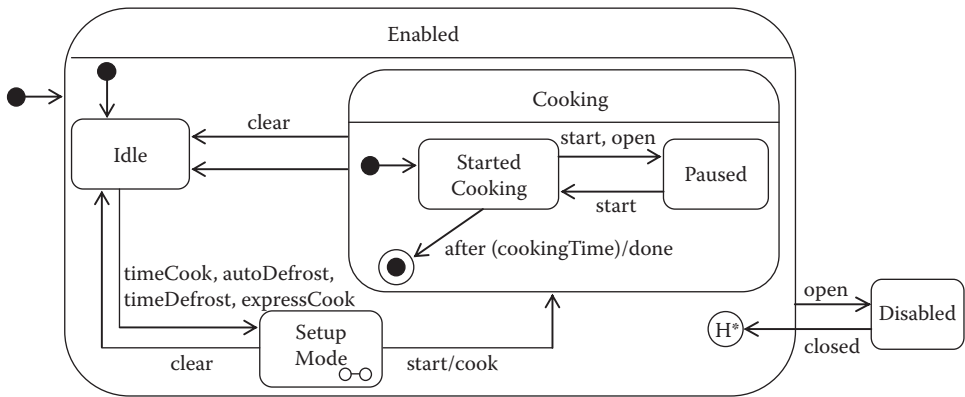 Enabled
Cooking
clear
Idle
start, open
Started
Cooking
Paused
start
after (cookingTime)/done
timeCook, autoDefrost,
timeDefrost, expressCook
open
Disabled
H*
closed
Setup
Mode
clear
start/cook